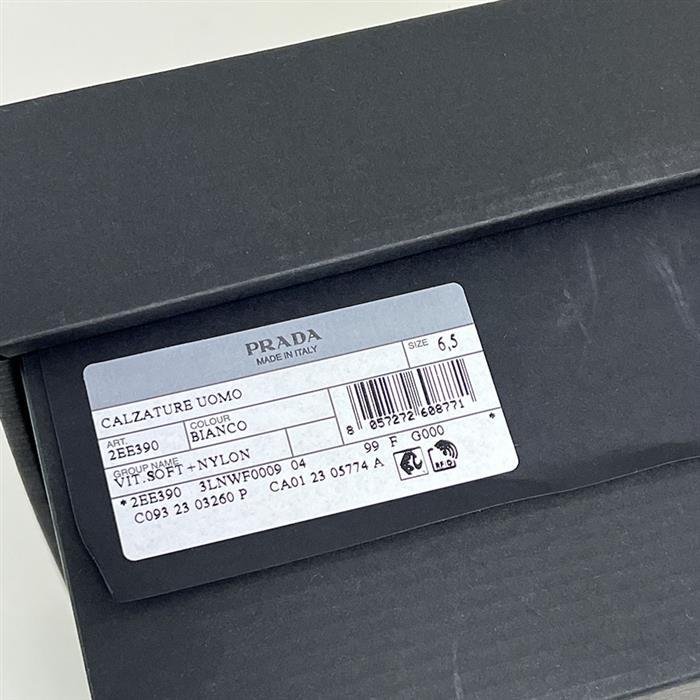 PRADA
MADE IN ITALY
SIZE 6,5
CALZATURE UOMO
ART. 2EE390
COLOUR BIANCO
8 057272 608771
GROUP NAME
VIT.SOFT+NYLON
99 F G000 *
*2EE390 3LNWF0009 04
C093 23 03260 P CA01 23 05774 A
RFID